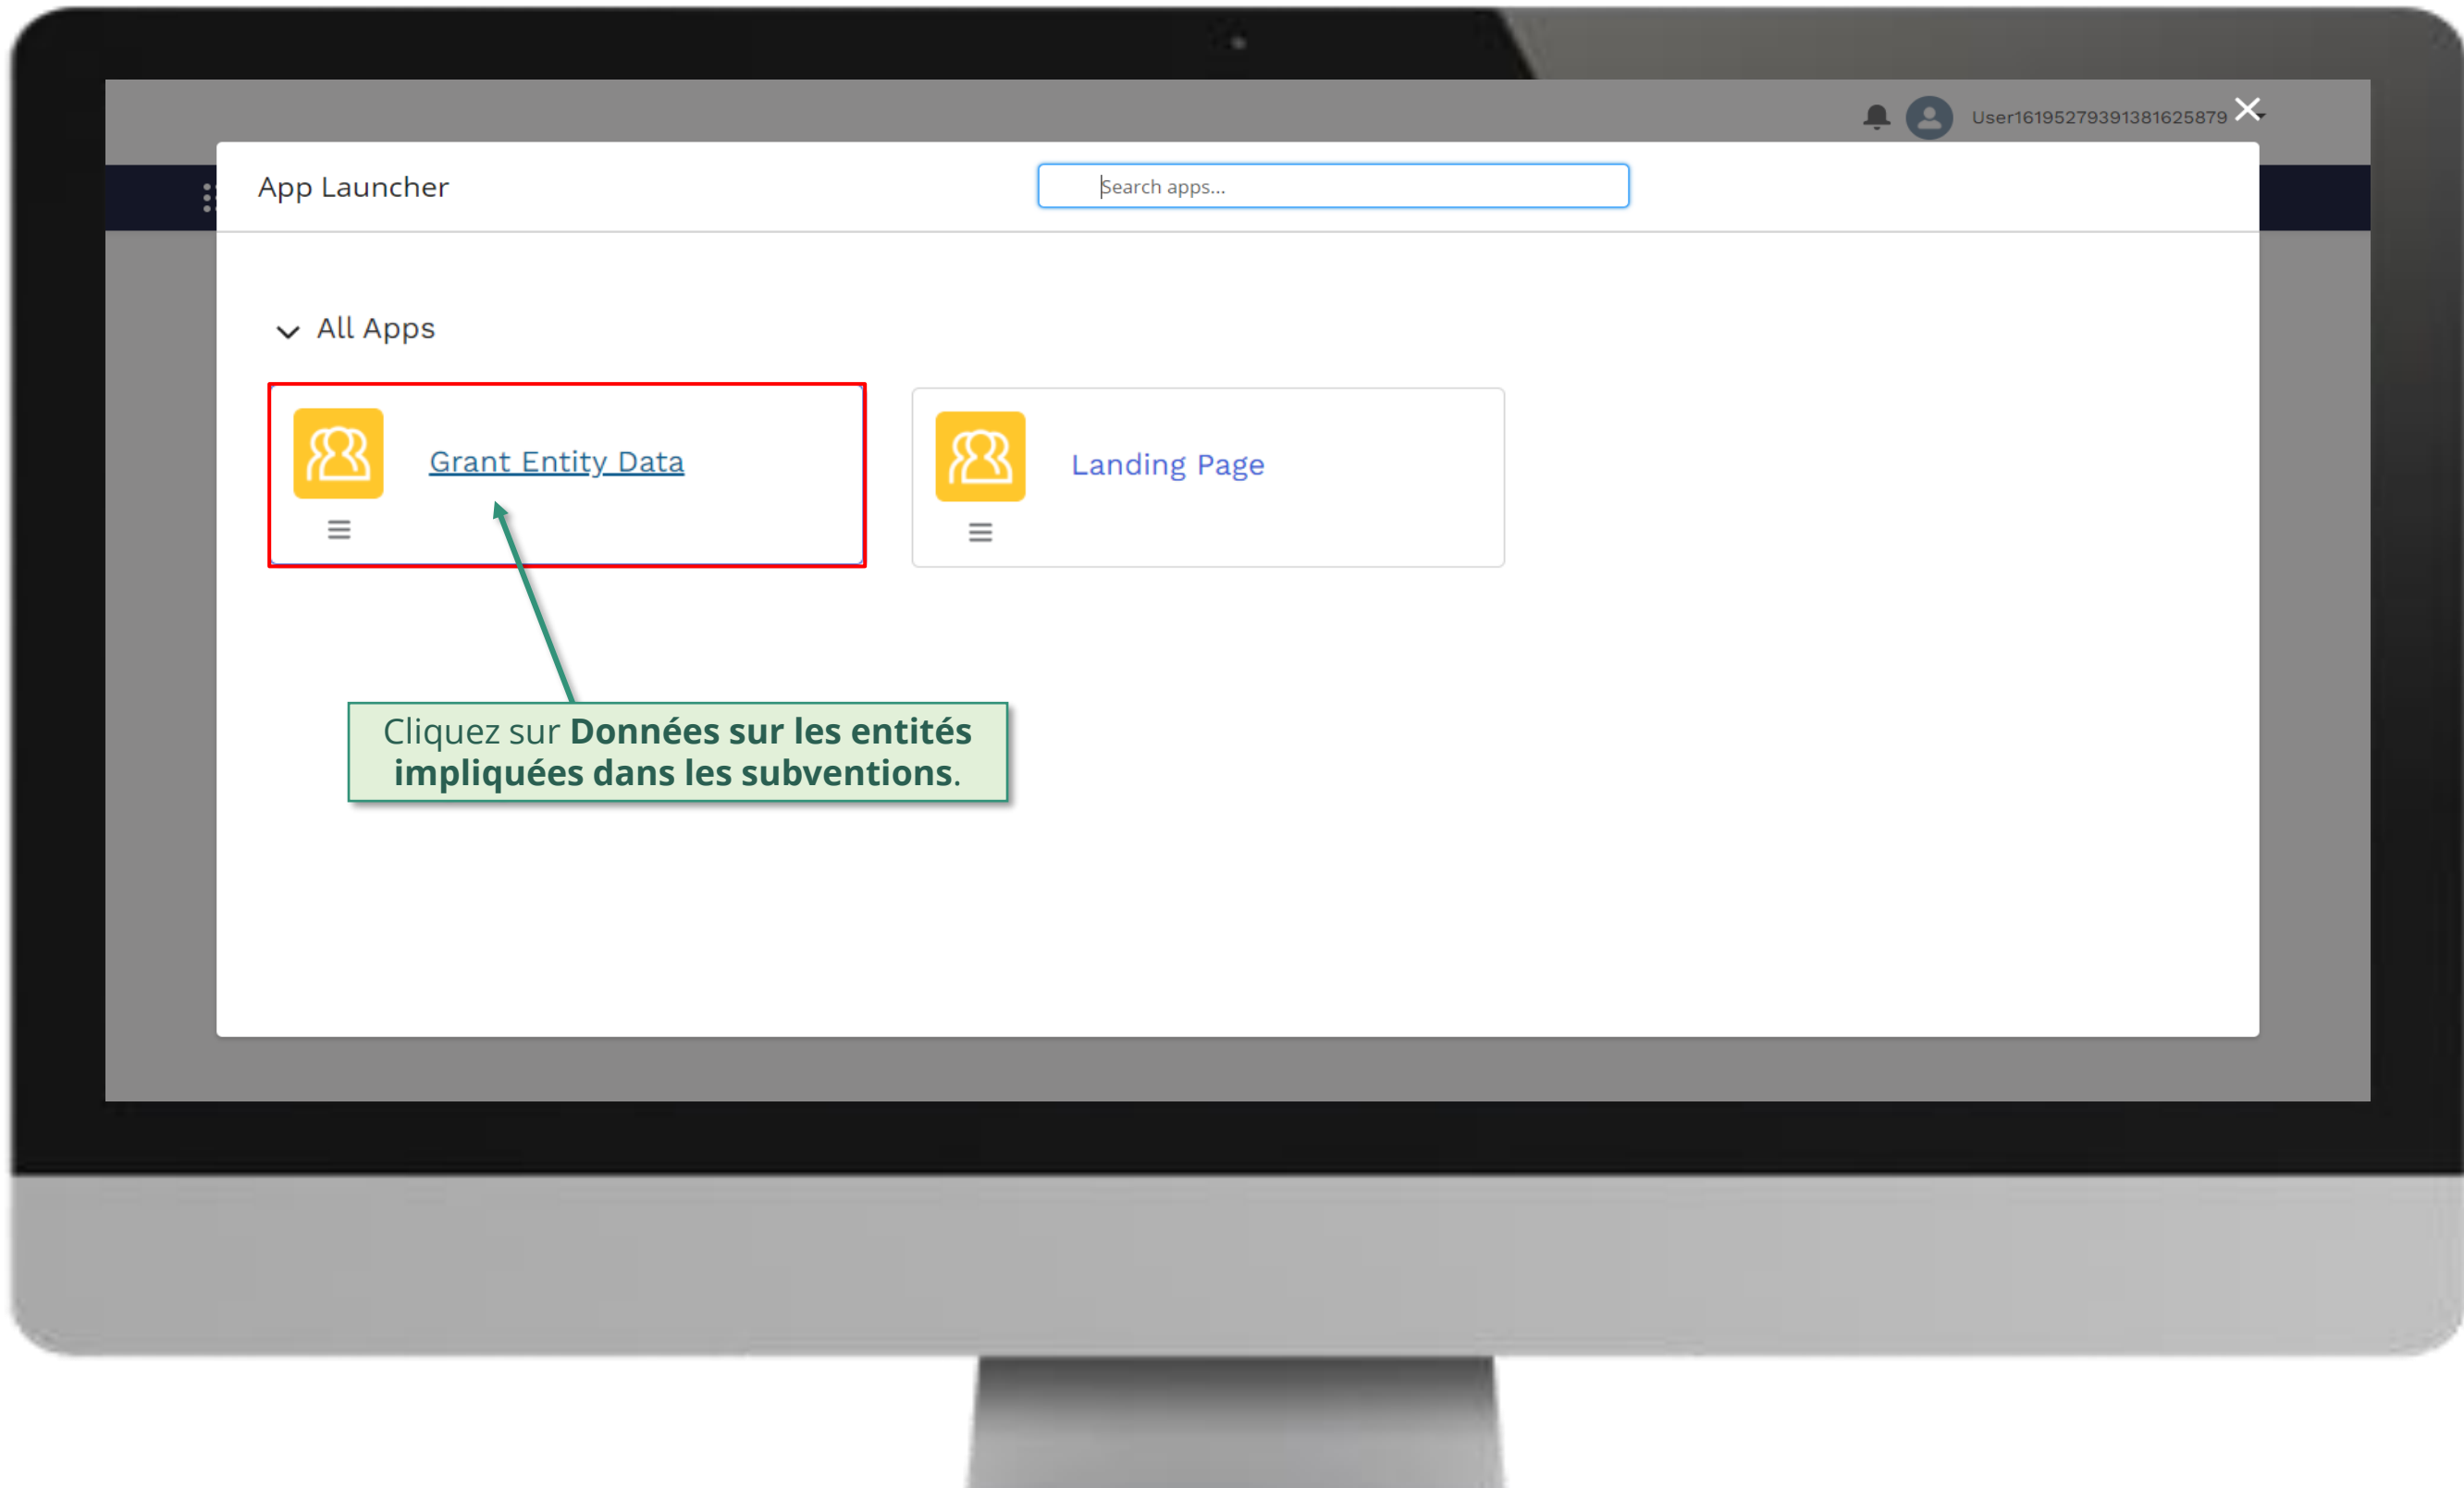 User16195279391381625879
App Launcher
Search apps...
All Apps
Grant Entity Data
Landing Page
Cliquez sur Données sur les entités
impliquées dans les subventions.